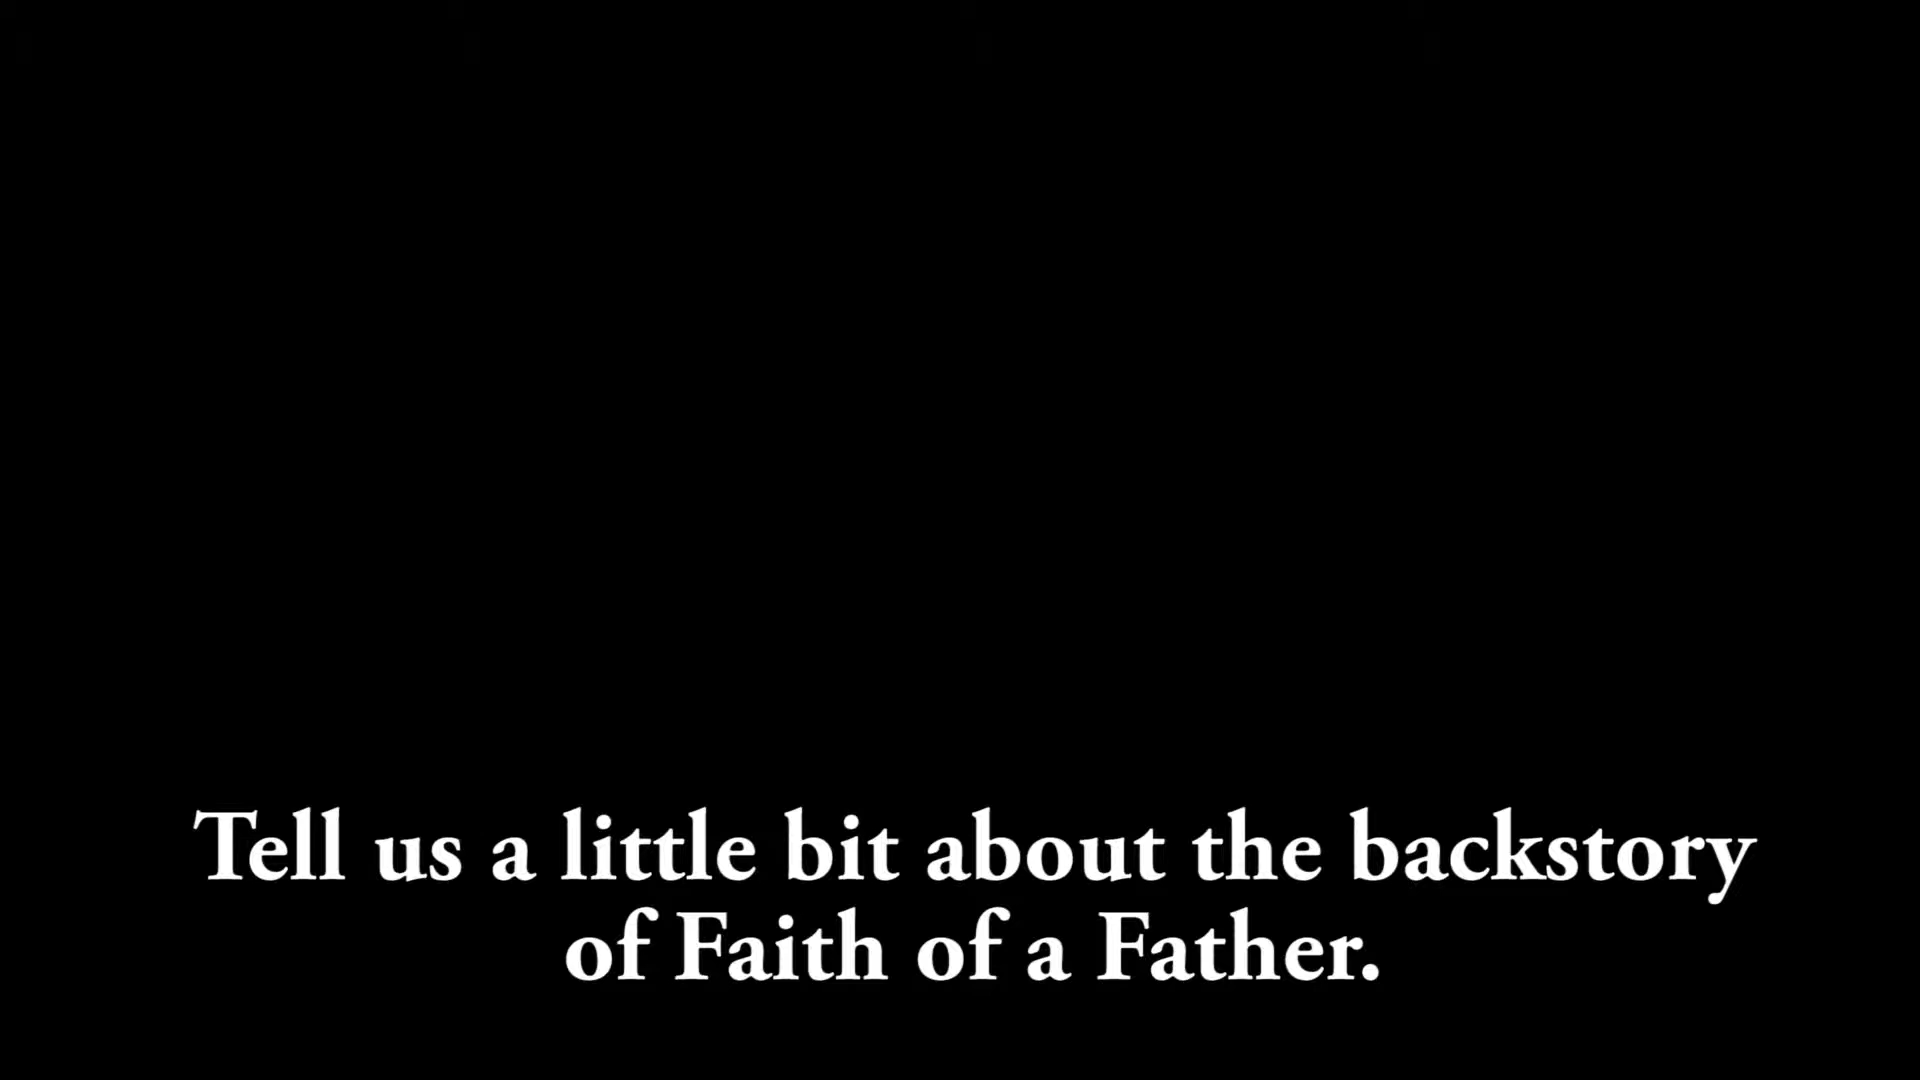 Tell us a little bit about the backstory
of Faith of a Father.